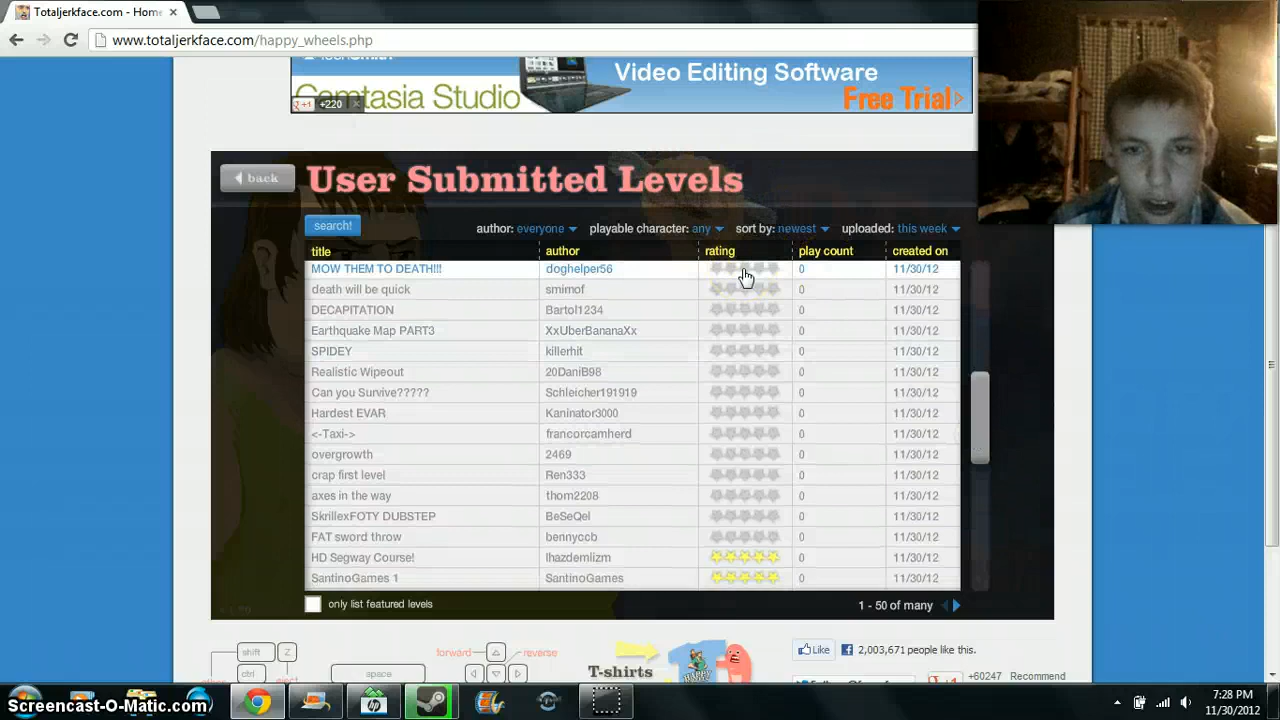 Totaljerkface.com - Hom
www.totaljerkface.com/happy_wheels.php
Camtasia Studio
Video Editing Software
Free Trial
+1 +220
back
User Submitted Levels
search!
author: everyone playable character: any sort by: newest uploaded: this week
title author rating play count created on
MOW THEM TO DEATH!!! doghelper56 0 11/30/12
death will be quick smimof 0 11/30/12
DECAPITATION Bartol1234 0 11/30/12
Earthquake Map PART3 XxUberBananaXx 0 11/30/12
SPIDEY killerhit 0 11/30/12
Realistic Wipeout 20DaniB98 0 11/30/12
Can you Survive????? Schleicher191919 0 11/30/12
Hardest EVAR Kaninator3000 0 11/30/12
<-Taxi-> francorcamherd 0 11/30/12
overgrowth 2469 0 11/30/12
crap first level Ren333 0 11/30/12
axes in the way thom2208 0 11/30/12
SkrillexFOTY DUBSTEP BeSeQel 0 11/30/12
FAT sword throw bennyccb 0 11/30/12
HD Segway Course! Ihazdemlizm 0 11/30/12
SantinoGames 1 SantinoGames 0 11/30/12
only list featured levels
1 - 50 of many
shift Z
forward reverse
ctrl
space
T-shirts
Like 2,003,671 people like this.
+60247 Recommend
Screencast-O-Matic.com
7:28 PM
11/30/2012